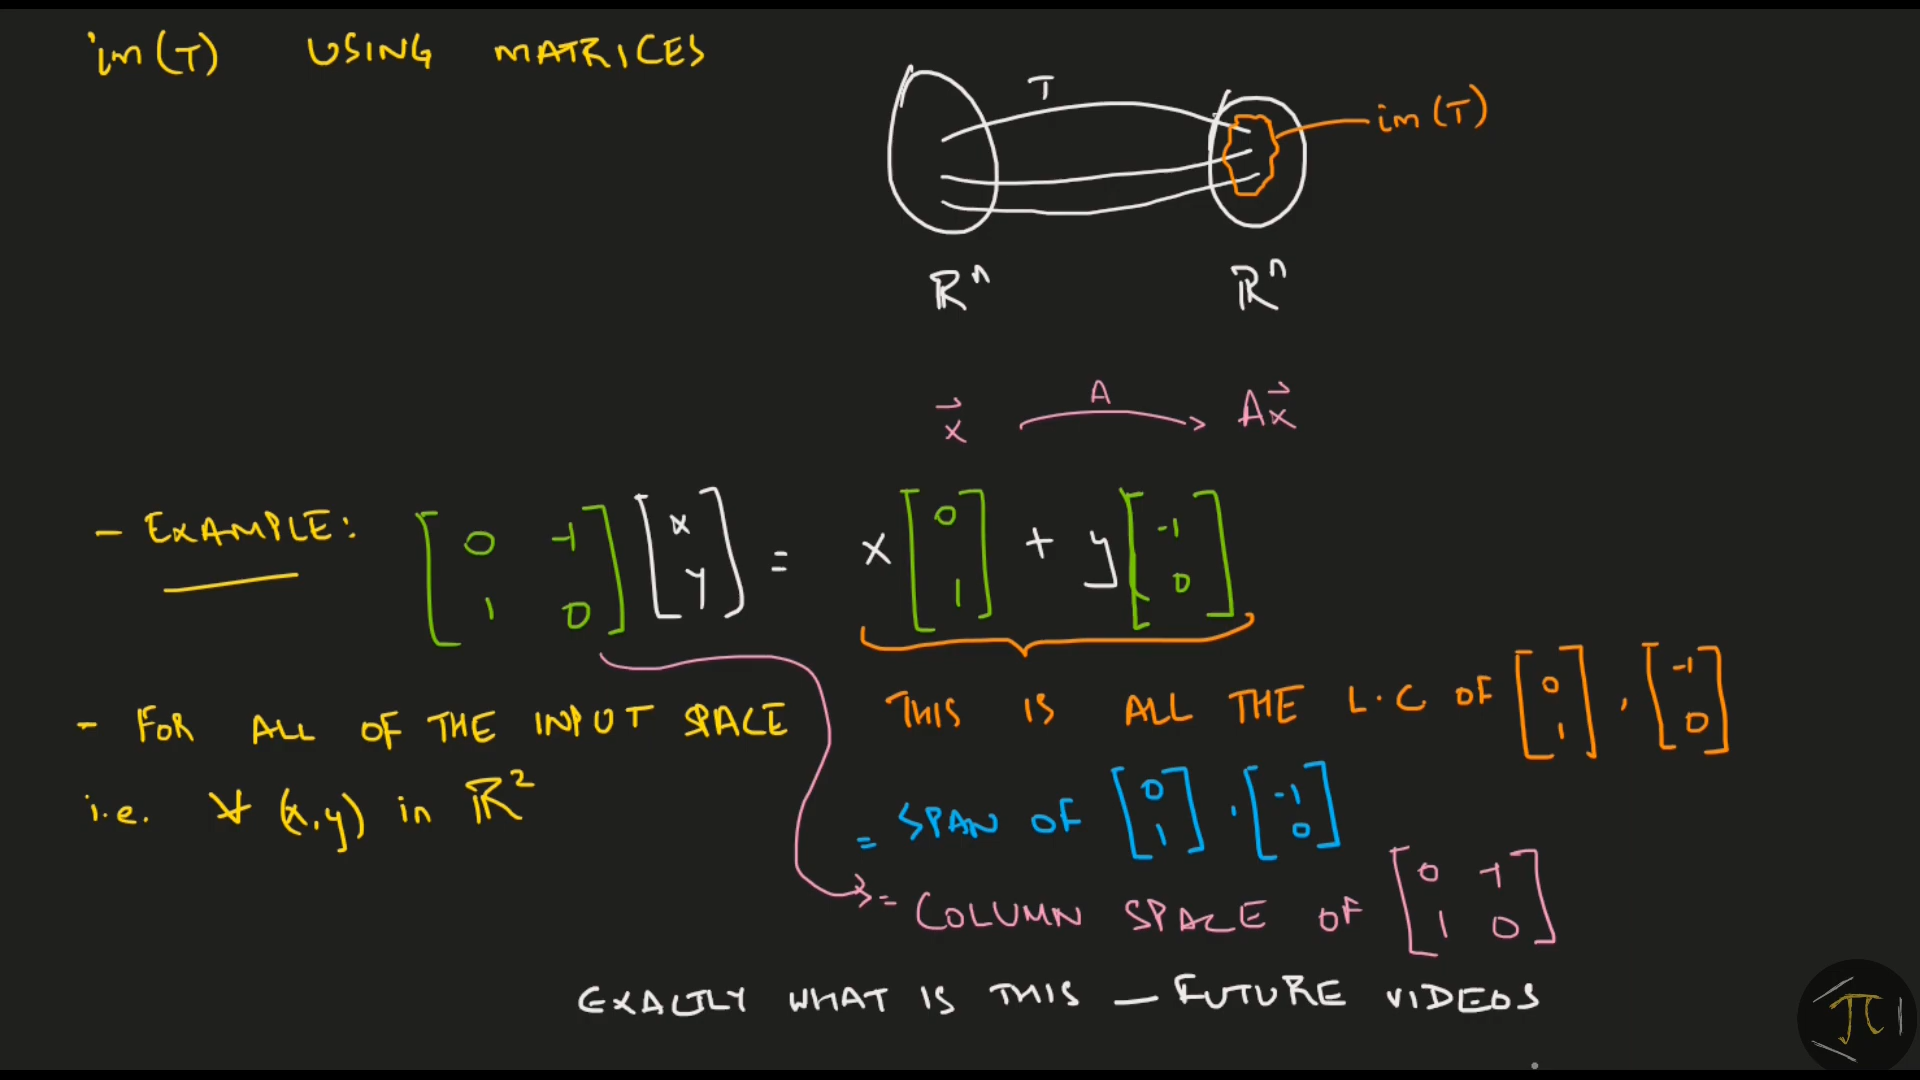 im(T) USING MATRICES
T
im(T)
ℝⁿ ℝⁿ
x⃗ A Ax⃗
- EXAMPLE: [0 -1; 1 0] [x; y] = x [0; 1] + y [-1; 0]
- FOR ALL OF THE INPUT SPACE
i.e. ∀ (x,y) in ℝ²
THIS IS ALL THE L.C OF [0; 1], [-1; 0]
= SPAN OF [0; 1], [-1; 0]
= COLUMN SPACE OF [0 -1; 1 0]
EXACTLY WHAT IS THIS — FUTURE VIDEOS
π